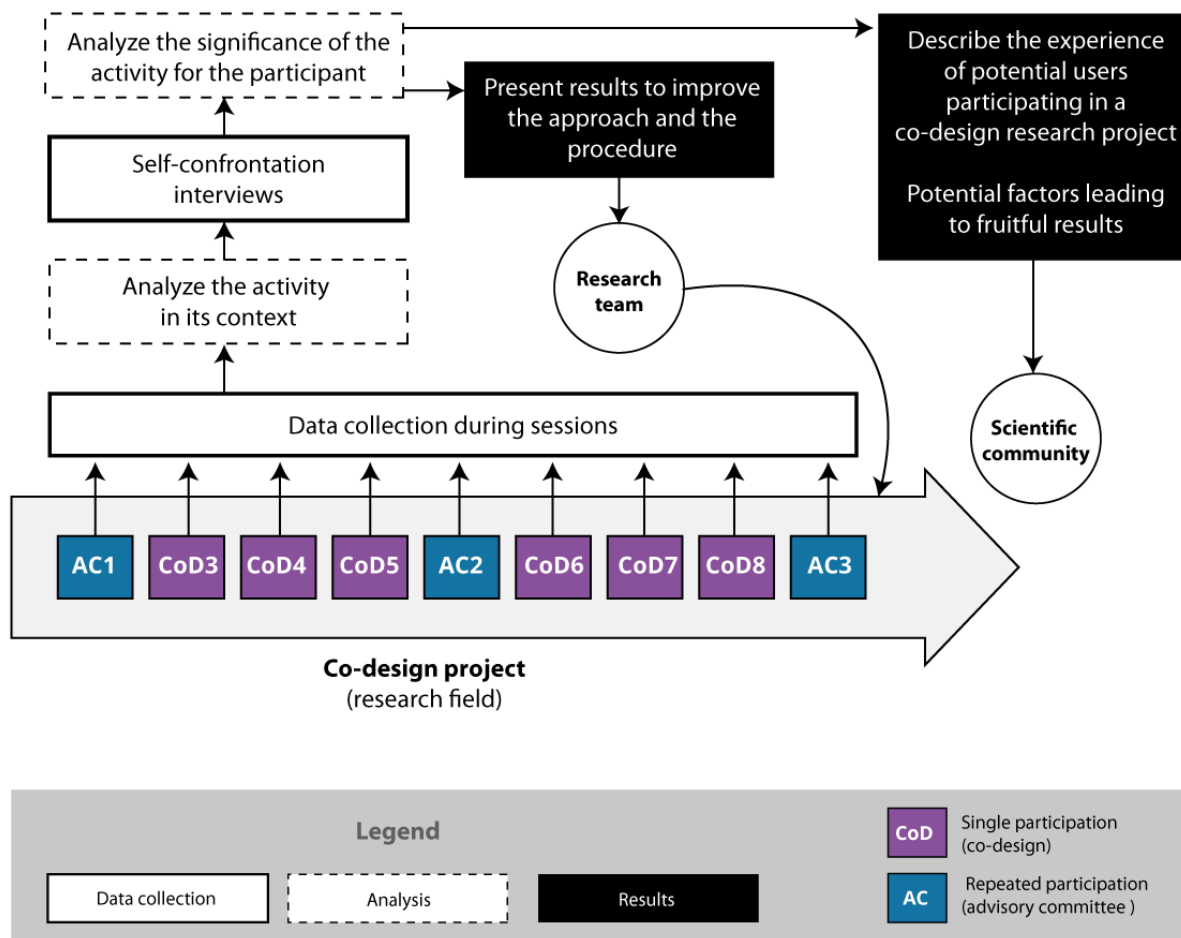 Analyze the significance of the
activity for the participant
Present results to improve
the approach and the
procedure
Describe the experience
of potential users
participating in a
co-design research project
Potential factors leading
to fruitful results
Self-confrontation
interviews
Research
team
Analyze the activity
in its context
Data collection during sessions
Scientific
community
AC1
CoD3
CoD4
CoD5
AC2
CoD6
CoD7
CoD8
AC3
Co-design project
(research field)
Legend
Data collection
Analysis
Results
CoD
Single participation
(co-design)
AC
Repeated participation
(advisory committee )